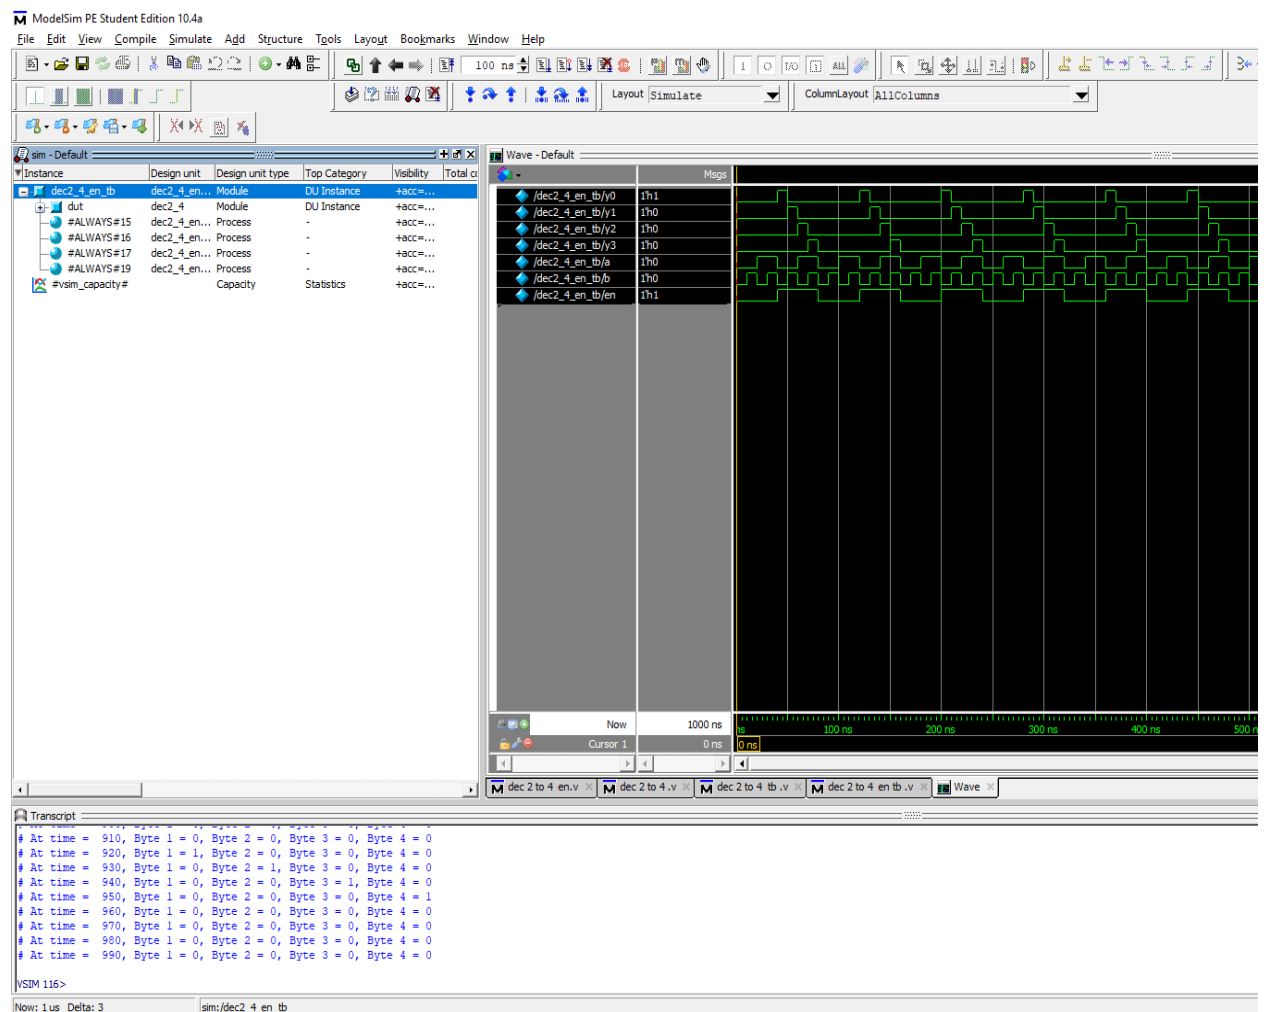 ModelSim PE Student Edition 10.4a
File Edit View Compile Simulate Add Structure Tools Layout Bookmarks Window Help
100 ns
Layout Simulate ColumnLayout AllColumns
sim - Default
Instance Design unit Design unit type Top Category Visibility Total co
dec2_4_en_tb dec2_4_en... Module DU Instance +acc=...
dut dec2_4 Module DU Instance +acc=...
#ALWAYS#15 dec2_4_en... Process - +acc=...
#ALWAYS#16 dec2_4_en... Process - +acc=...
#ALWAYS#17 dec2_4_en... Process - +acc=...
#ALWAYS#19 dec2_4_en... Process - +acc=...
#vsim_capacity# Capacity Statistics +acc=...
Wave - Default
Msgs
/dec2_4_en_tb/y0 1'h1
/dec2_4_en_tb/y1 1'h0
/dec2_4_en_tb/y2 1'h0
/dec2_4_en_tb/y3 1'h0
/dec2_4_en_tb/a 1'h0
/dec2_4_en_tb/b 1'h0
/dec2_4_en_tb/en 1'h1
Now 1000 ns
ns 100 ns 200 ns 300 ns 400 ns 500 n
Cursor 1 0 ns 0 ns
dec 2 to 4 en.v dec 2 to 4 .v dec 2 to 4 tb .v dec 2 to 4 en tb .v Wave
Transcript
# At time = 910, Byte 1 = 0, Byte 2 = 0, Byte 3 = 0, Byte 4 = 0
# At time = 920, Byte 1 = 1, Byte 2 = 0, Byte 3 = 0, Byte 4 = 0
# At time = 930, Byte 1 = 0, Byte 2 = 1, Byte 3 = 0, Byte 4 = 0
# At time = 940, Byte 1 = 0, Byte 2 = 0, Byte 3 = 1, Byte 4 = 0
# At time = 950, Byte 1 = 0, Byte 2 = 0, Byte 3 = 0, Byte 4 = 1
# At time = 960, Byte 1 = 0, Byte 2 = 0, Byte 3 = 0, Byte 4 = 0
# At time = 970, Byte 1 = 0, Byte 2 = 0, Byte 3 = 0, Byte 4 = 0
# At time = 980, Byte 1 = 0, Byte 2 = 0, Byte 3 = 0, Byte 4 = 0
# At time = 990, Byte 1 = 0, Byte 2 = 0, Byte 3 = 0, Byte 4 = 0
VSIM 116>
Now: 1 us Delta: 3 sim:/dec2_4_en_tb